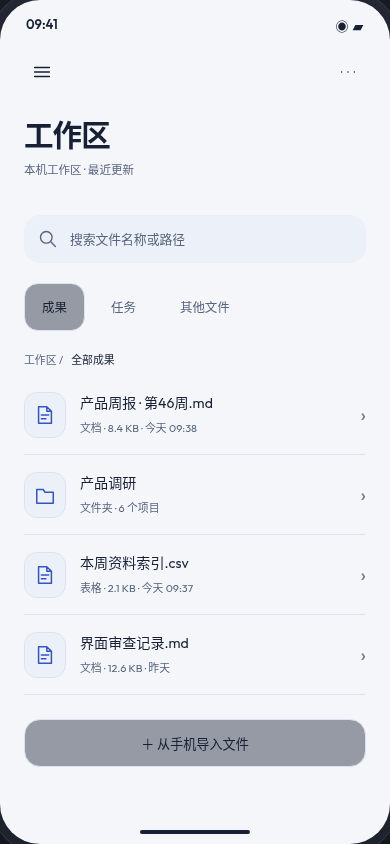 09:41
···
工作区
本机工作区·最近更新
搜索文件名称或路径
成果
任务
其他文件
工作区 / 全部成果
产品周报·第46周.md
文档·8.4 KB·今天 09:38
产品调研
文件夹·6 个项目
本周资料索引.csv
表格·2.1 KB·今天 09:37
界面审查记录.md
文档·12.6 KB·昨天
＋ 从手机导入文件